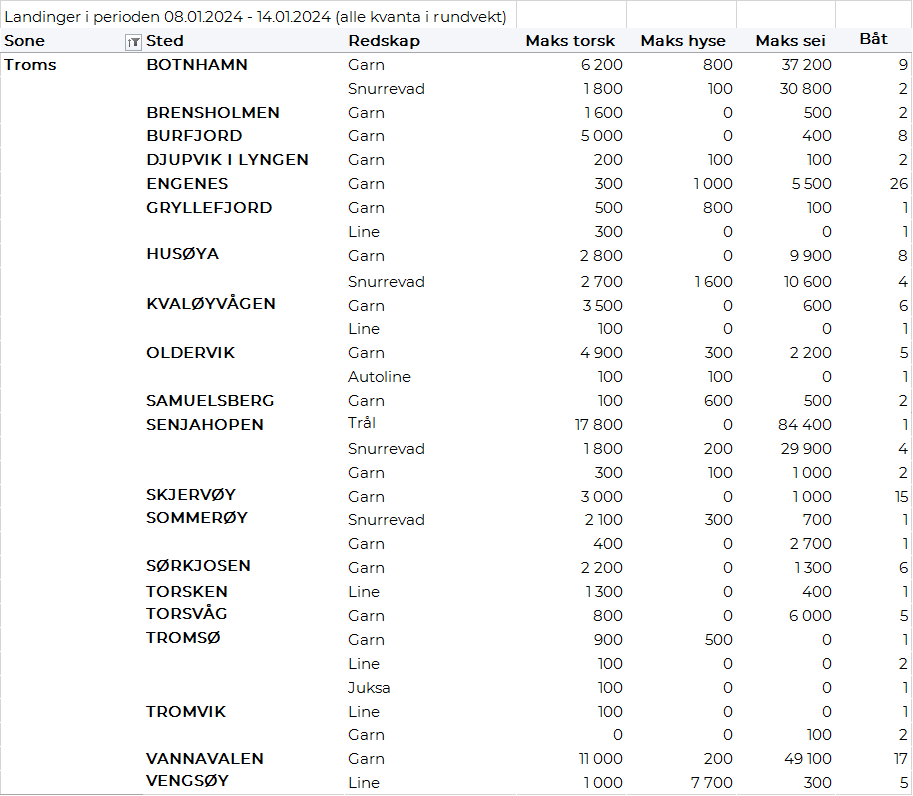 Landinger i perioden 08.01.2024 - 14.01.2024 (alle kvanta i rundvekt)
Sone Sted Redskap Maks torsk Maks hyse Maks sei Båt
Troms BOTNHAMN Garn 6 200 800 37 200 9
Snurrevad 1 800 100 30 800 2
BRENSHOLMEN Garn 1 600 0 500 2
BURFJORD Garn 5 000 0 400 8
DJUPVIK I LYNGEN Garn 200 100 100 2
ENGENES Garn 300 1 000 5 500 26
GRYLLEFJORD Garn 500 800 100 1
Line 300 0 0 1
HUSØYA Garn 2 800 0 9 900 8
Snurrevad 2 700 1 600 10 600 4
KVALØYVÅGEN Garn 3 500 0 600 6
Line 100 0 0 1
OLDERVIK Garn 4 900 300 2 200 5
Autoline 100 100 0 1
SAMUELSBERG Garn 100 600 500 2
SENJAHOPEN Trål 17 800 0 84 400 1
Snurrevad 1 800 200 29 900 4
Garn 300 100 1 000 2
SKJERVØY Garn 3 000 0 1 000 15
SOMMERØY Snurrevad 2 100 300 700 1
Garn 400 0 2 700 1
SØRKJOSEN Garn 2 200 0 1 300 6
TORSKEN Line 1 300 0 400 1
TORSVÅG Garn 800 0 6 000 5
TROMSØ Garn 900 500 0 1
Line 100 0 0 2
Juksa 100 0 0 1
TROMVIK Line 100 0 0 1
Garn 0 0 100 2
VANNAVALEN Garn 11 000 200 49 100 17
VENGSØY Line 1 000 7 700 300 5